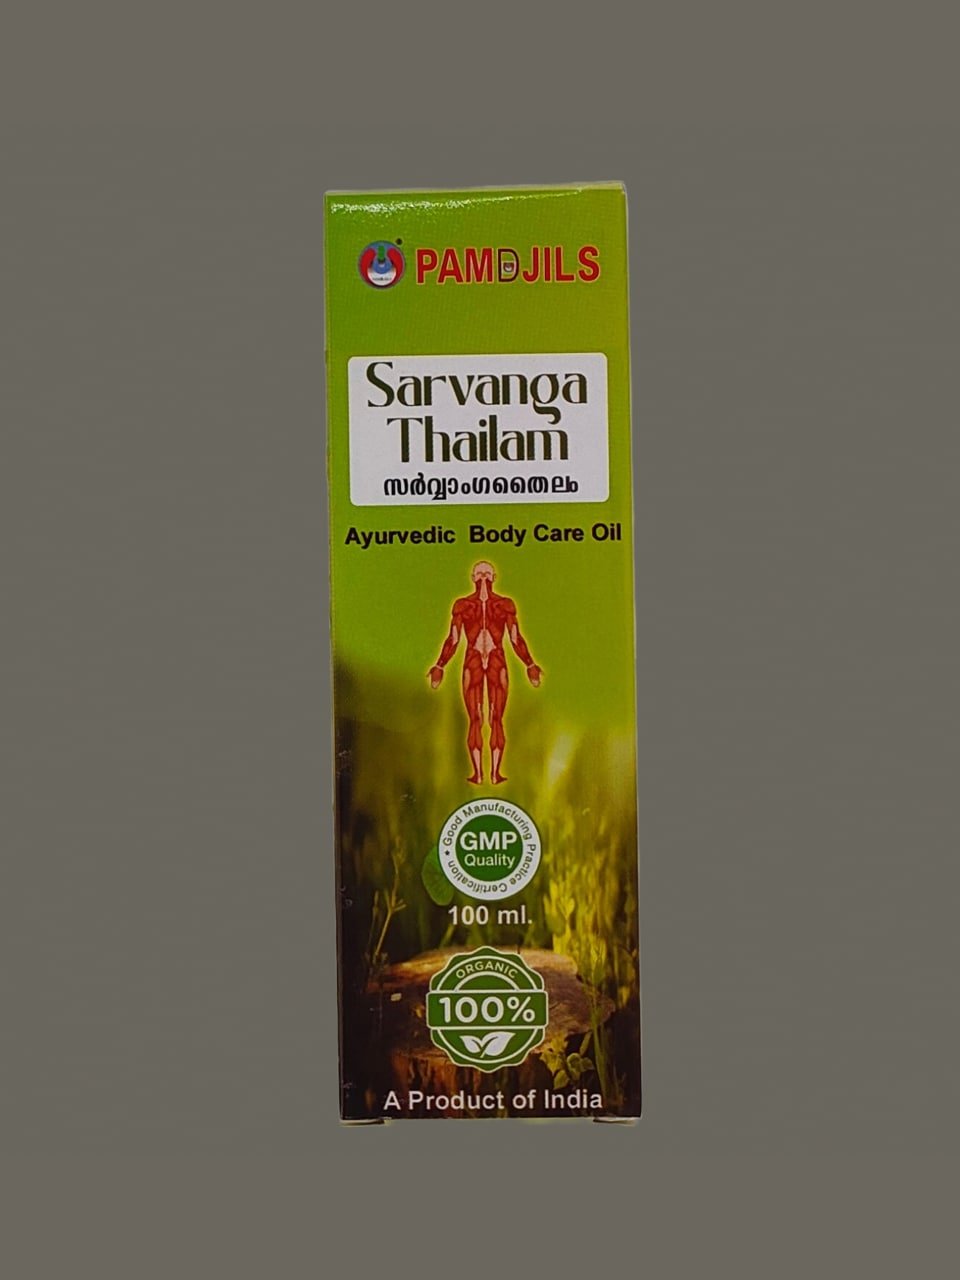 PAMDJILS
Sarvanga
Thailam
സർവ്വാംഗതൈലം
Ayurvedic Body Care Oil
Good Manufacturing Practice Certification
GMP
Quality
100 ml.
ORGANIC
100%
A Product of India